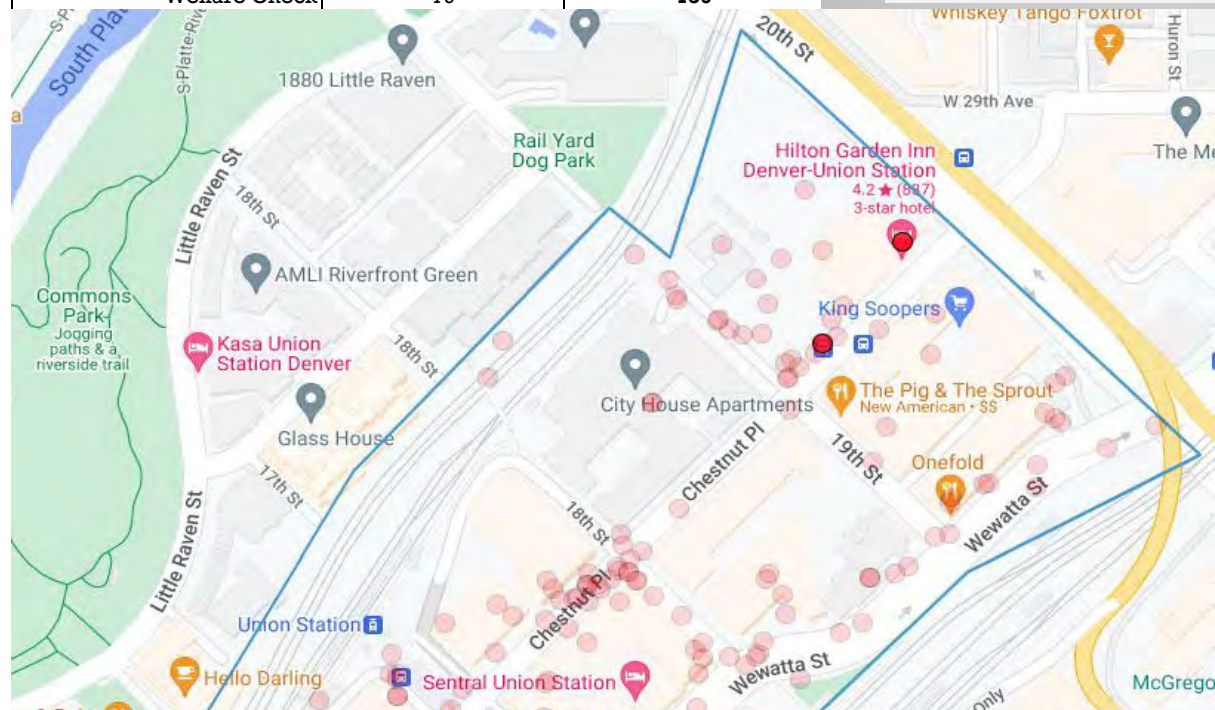 South Plat
S-Platte-Rive
1880 Little Raven
Rail Yard
Dog Park
20th St
Whiskey Tango Foxtrot
Huron St
W 29th Ave
The Me
Hilton Garden Inn
Denver-Union Station
4.2 ★ (837)
3-star hotel
Little Raven St
18th St
AMLI Riverfront Green
Commons
Park
Jogging
paths & a
riverside trail
Kasa Union
Station Denver
18th St
King Soopers
City House Apartments
The Pig & The Sprout
New American • $$
Glass House
17th St
Chestnut Pl
19th St
Onefold
Wewatta St
18th St
Little Raven St
Chestnut Pl
Union Station
Hello Darling
Sentral Union Station
Wewatta St
McGrego
Only